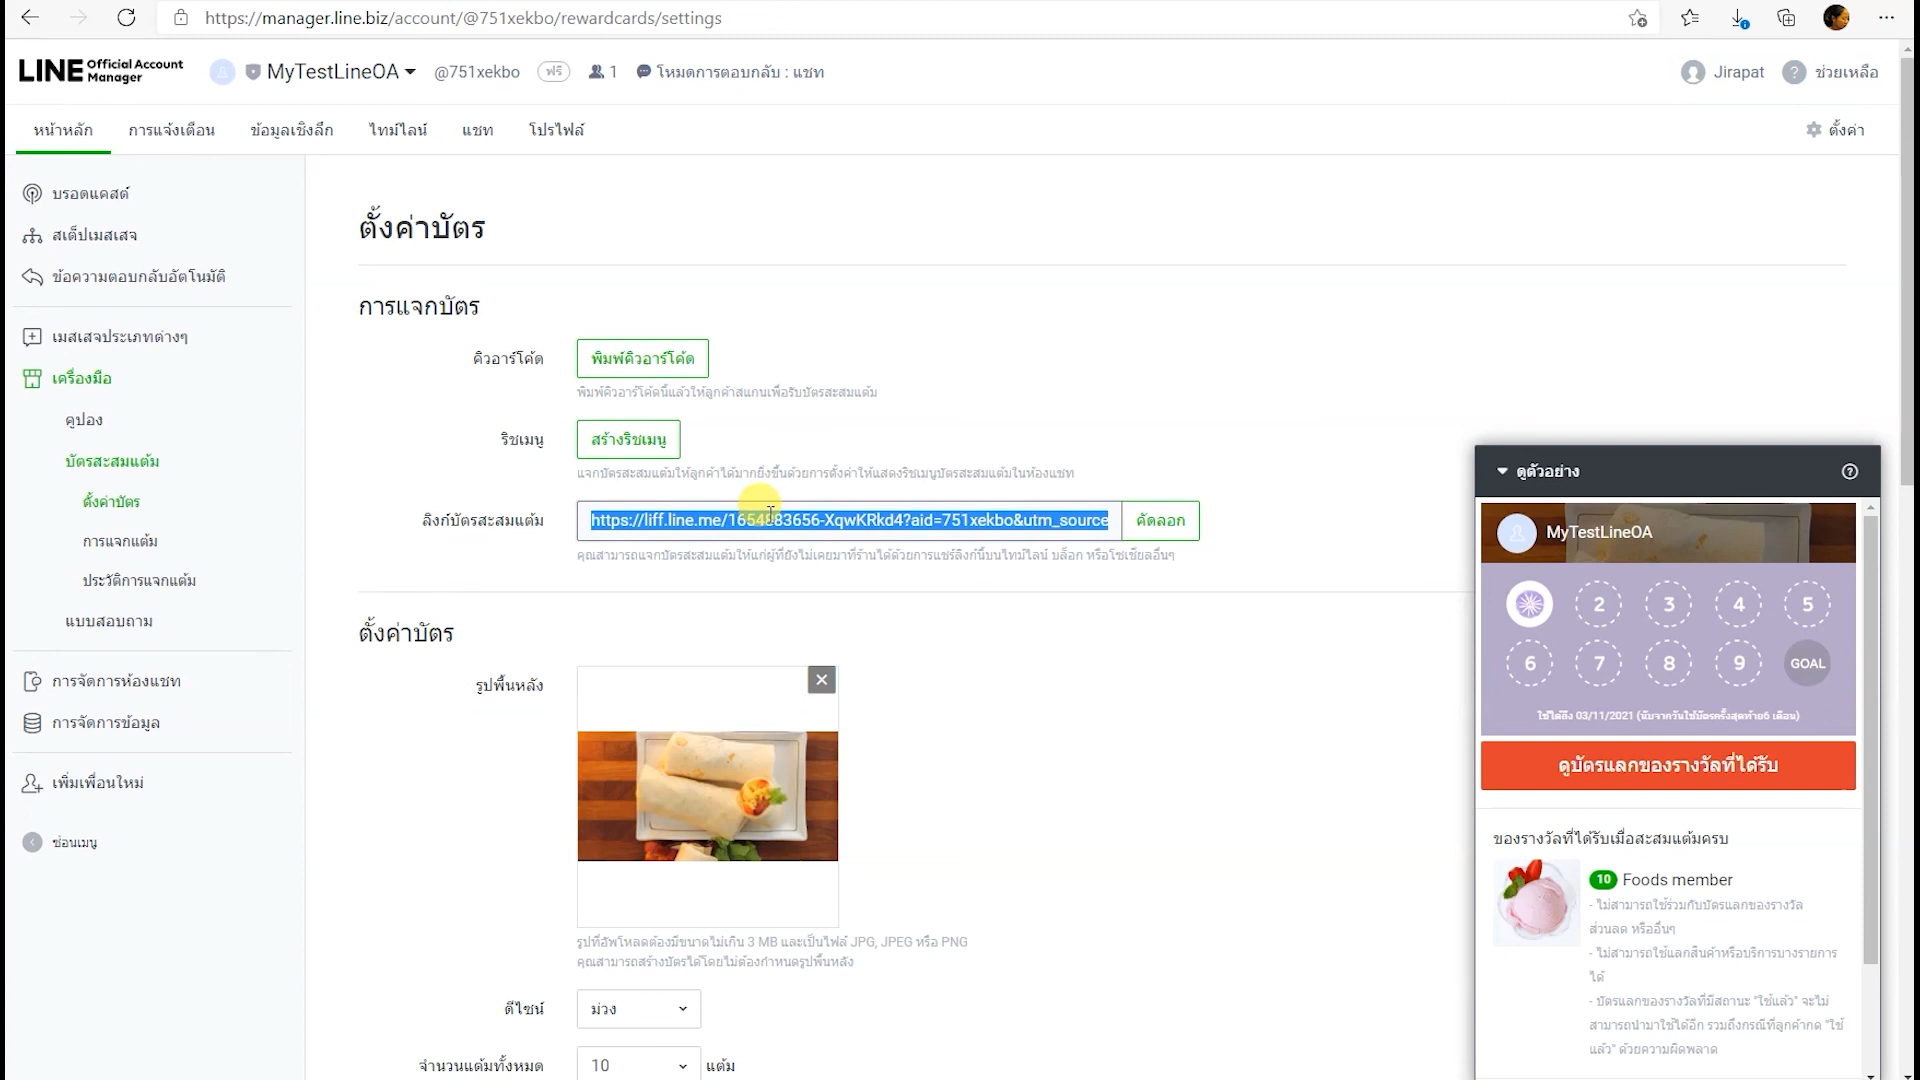 https://manager.line.biz/account/@751xekbo/rewardcards/settings
LINE Official Account Manager
MyTestLineOA
@751xekbo
ฟรี
1
โหมดการตอบกลับ : แชท
Jirapat
ช่วยเหลือ
หน้าหลัก
การแจ้งเตือน
ข้อมูลเชิงลึก
ไทม์ไลน์
แชท
โปรไฟล์
ตั้งค่า
บรอดแคสต์
สเต็ปเมสเสจ
ข้อความตอบกลับอัตโนมัติ
เมสเสจประเภทต่างๆ
เครื่องมือ
คูปอง
บัตรสะสมแต้ม
ตั้งค่าบัตร
การแจกแต้ม
ประวัติการแจกแต้ม
แบบสอบถาม
การจัดการห้องแชท
การจัดการข้อมูล
เพิ่มเพื่อนใหม่
ซ่อนเมนู
ตั้งค่าบัตร
การแจกบัตร
คิวอาร์โค้ด
พิมพ์คิวอาร์โค้ด
พิมพ์คิวอาร์โค้ดนี้แล้วให้ลูกค้าสแกนเพื่อรับบัตรสะสมแต้ม
ริชเมนู
สร้างริชเมนู
แจกบัตรสะสมแต้มให้ลูกค้าได้มากยิ่งขึ้นด้วยการตั้งค่าให้แสดงริชเมนูบัตรสะสมแต้มในห้องแชท
ลิงก์บัตรสะสมแต้ม
https://liff.line.me/1654883656-XqwKRkd4?aid=751xekbo&utm_source
คัดลอก
คุณสามารถแจกบัตรสะสมแต้มให้แก่ผู้ที่ยังไม่เคยมาที่ร้านได้ด้วยการแชร์ลิงก์นี้บนไทม์ไลน์ บล็อก หรือโซเชียลอื่นๆ
ตั้งค่าบัตร
รูปพื้นหลัง
รูปที่อัพโหลดต้องมีขนาดไม่เกิน 3 MB และเป็นไฟล์ JPG, JPEG หรือ PNG
คุณสามารถสร้างบัตรได้โดยไม่ต้องกำหนดรูปพื้นหลัง
ดีไซน์
ม่วง
จำนวนแต้มทั้งหมด
10
แต้ม
ดูตัวอย่าง
MyTestLineOA
2 3 4 5
6 7 8 9 GOAL
ใช้ได้ถึง 03/11/2021 (นับจากวันใช้บัตรครั้งสุดท้าย6 เดือน)
ดูบัตรแลกของรางวัลที่ได้รับ
ของรางวัลที่ได้รับเมื่อสะสมแต้มครบ
10 Foods member
- ไม่สามารถใช้ร่วมกับบัตรแลกของรางวัล
ส่วนลด หรืออื่นๆ
- ไม่สามารถใช้แลกสินค้าหรือบริการบางรายการ
ได้
- บัตรแลกของรางวัลที่มีสถานะ "ใช้แล้ว" จะไม่
สามารถนำมาใช้ได้อีก รวมถึงกรณีที่ลูกค้ากด "ใช้
แล้ว" ด้วยความผิดพลาด